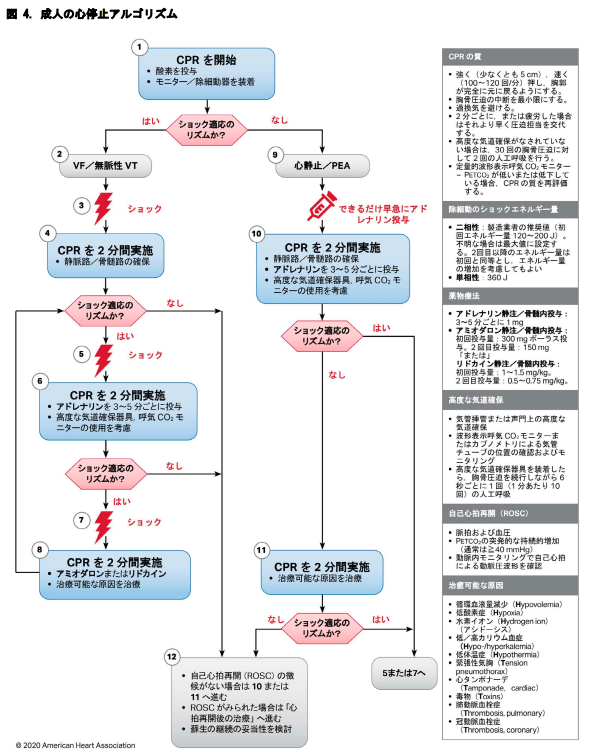 図 4. 成人の心停止アルゴリズム
1
CPR を開始
• 酸素を投与
• モニター／除細動器を装着
はい
ショック適応の
リズムか?
なし
2
VF／無脈性 VT
9
心静止／PEA
3
ショック
できるだけ早急にアド
レナリン投与
4
CPR を 2 分間実施
• 静脈路／骨髄路の確保
10
CPR を 2 分間実施
• 静脈路／骨髄路の確保
• アドレナリンを 3～5 分ごとに投与
• 高度な気道確保器具, 呼気 CO₂ モ
ニターの使用を考慮
ショック適応の
リズムか?
なし
はい
5
ショック
ショック適応の
リズムか?
はい
なし
6
CPR を 2 分間実施
• アドレナリンを 3～5 分ごとに投与
• 高度な気道確保器具, 呼気 CO₂ モ
ニターの使用を考慮
ショック適応の
リズムか?
なし
はい
7
ショック
8
CPR を 2 分間実施
• アミオダロンまたはリドカイン
• 治療可能な原因を治療
11
CPR を 2 分間実施
• 治療可能な原因を治療
なし
ショック適応の
リズムか?
はい
12
• 自己心拍再開 (ROSC) の徴
候がない場合は 10 または
11 へ進む
• ROSC がみられた場合は「心
拍再開後の治療」へ進む
• 蘇生の継続の妥当性を検討
5または7へ
CPR の質
• 強く（少なくとも 5 cm）, 速く
（100～120 回/分）押し, 胸郭
が完全に元に戻るようにする。
• 胸骨圧迫の中断を最小限にする。
• 過換気を避ける。
• 2 分ごとに, または疲労した場合
はそれより早く圧迫担当を交代
する。
• 高度な気道確保がなされていな
い場合は, 30 回の胸骨圧迫に対
して 2 回の人工呼吸を行う。
• 定量的波形表示呼気 CO₂ モニター
– PETCO₂ が低いまたは低下して
いる場合, CPR の質を再評価
する。
除細動のショックエネルギー量
• 二相性：製造業者の推奨値（初
回エネルギー量 120～200 J）。
不明な場合は最大値に設定す
る。2回目以降のエネルギー量は
初回と同等とし, エネルギー量
の増加を考慮してもよい
• 単相性：360 J
薬物療法
• アドレナリン静注／骨髄内投与：
3～5 分ごとに 1 mg
• アミオダロン静注／骨髄内投与：
初回投与量：300 mg ボーラス投
与。2 回目投与量：150 mg
「または」
リドカイン静注／骨髄内投与：
初回投与量：1～1.5 mg/kg.
2 回目投与量：0.5～0.75 mg/kg.
高度な気道確保
• 気管挿管または声門上の高度な
気道確保
• 波形表示呼気 CO₂ モニターま
たはカプノメトリによる気管
チューブの位置の確認およびモ
ニタリング
• 高度な気道確保器具を装着した
ら, 胸骨圧迫を続行しながら 6
秒ごとに 1 回（1 分あたり 10
回）の人工呼吸
自己心拍再開（ROSC）
• 脈拍および血圧
• PETCO₂の突発的な持続的増加
（通常は≧40 mmHg）
• 動脈内モニタリングで自己心拍
による動脈圧波形を確認
治療可能な原因
• 循環血液量減少（Hypovolemia）
• 低酸素症（Hypoxia）
• 水素イオン（Hydrogen ion）
（アシドーシス）
• 低／高カリウム血症
（Hypo-/hyperkalemia）
• 低体温症（Hypothermia）
• 緊張性気胸（Tension
pneumothorax）
• 心タンポナーデ
（Tamponade, cardiac）
• 毒物（Toxins）
• 肺動脈血栓症
（Thrombosis, pulmonary）
• 冠動脈血栓症
（Thrombosis, coronary）
© 2020 American Heart Association